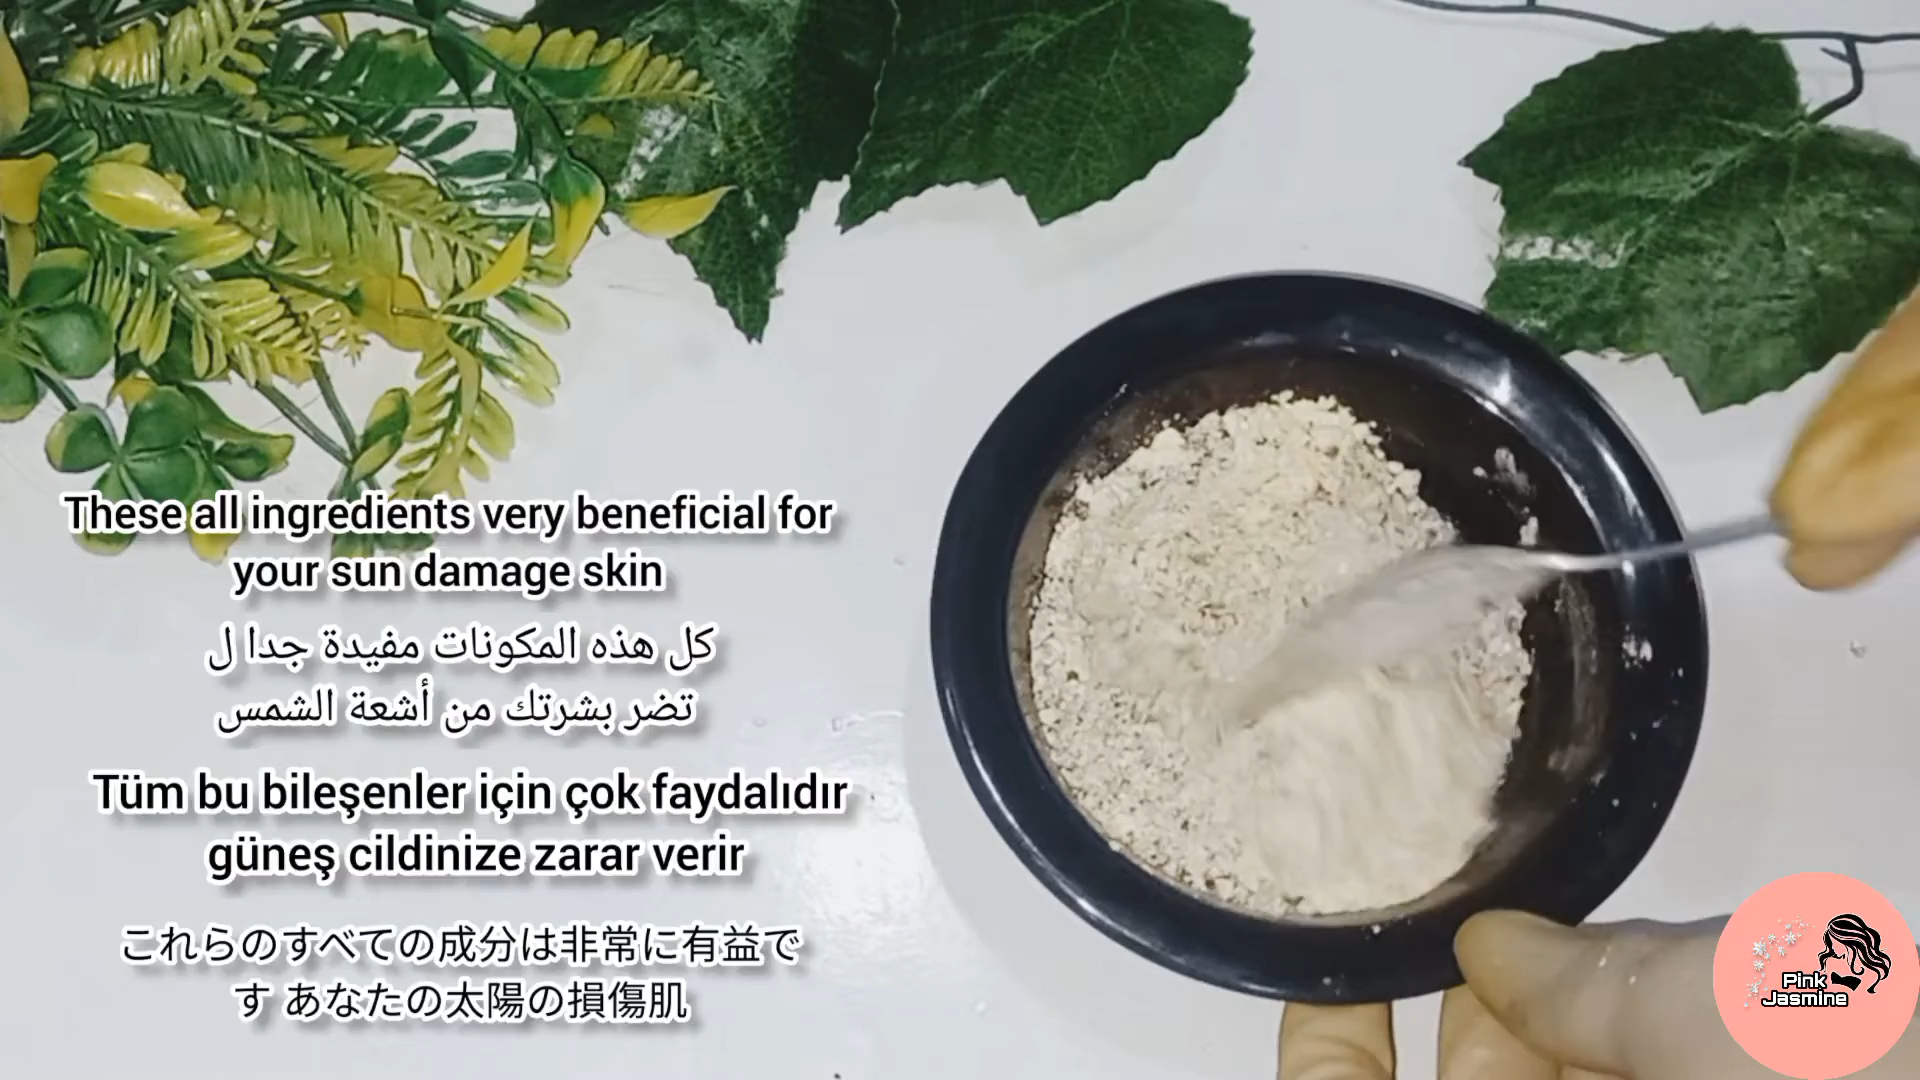 These all ingredients very beneficial for
your sun damage skin
كل هذه المكونات مفيدة جدا ل
تضر بشرتك من أشعة الشمس
Tüm bu bileşenler için çok faydalıdır
güneş cildinize zarar verir
これらのすべての成分は非常に有益で
す あなたの太陽の損傷肌
Pink
Jasmine